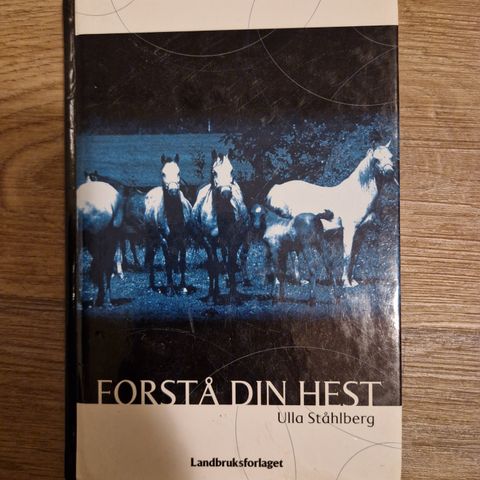 FORSTÅ DIN HEST
Ulla Ståhlberg
Landbruksforlaget